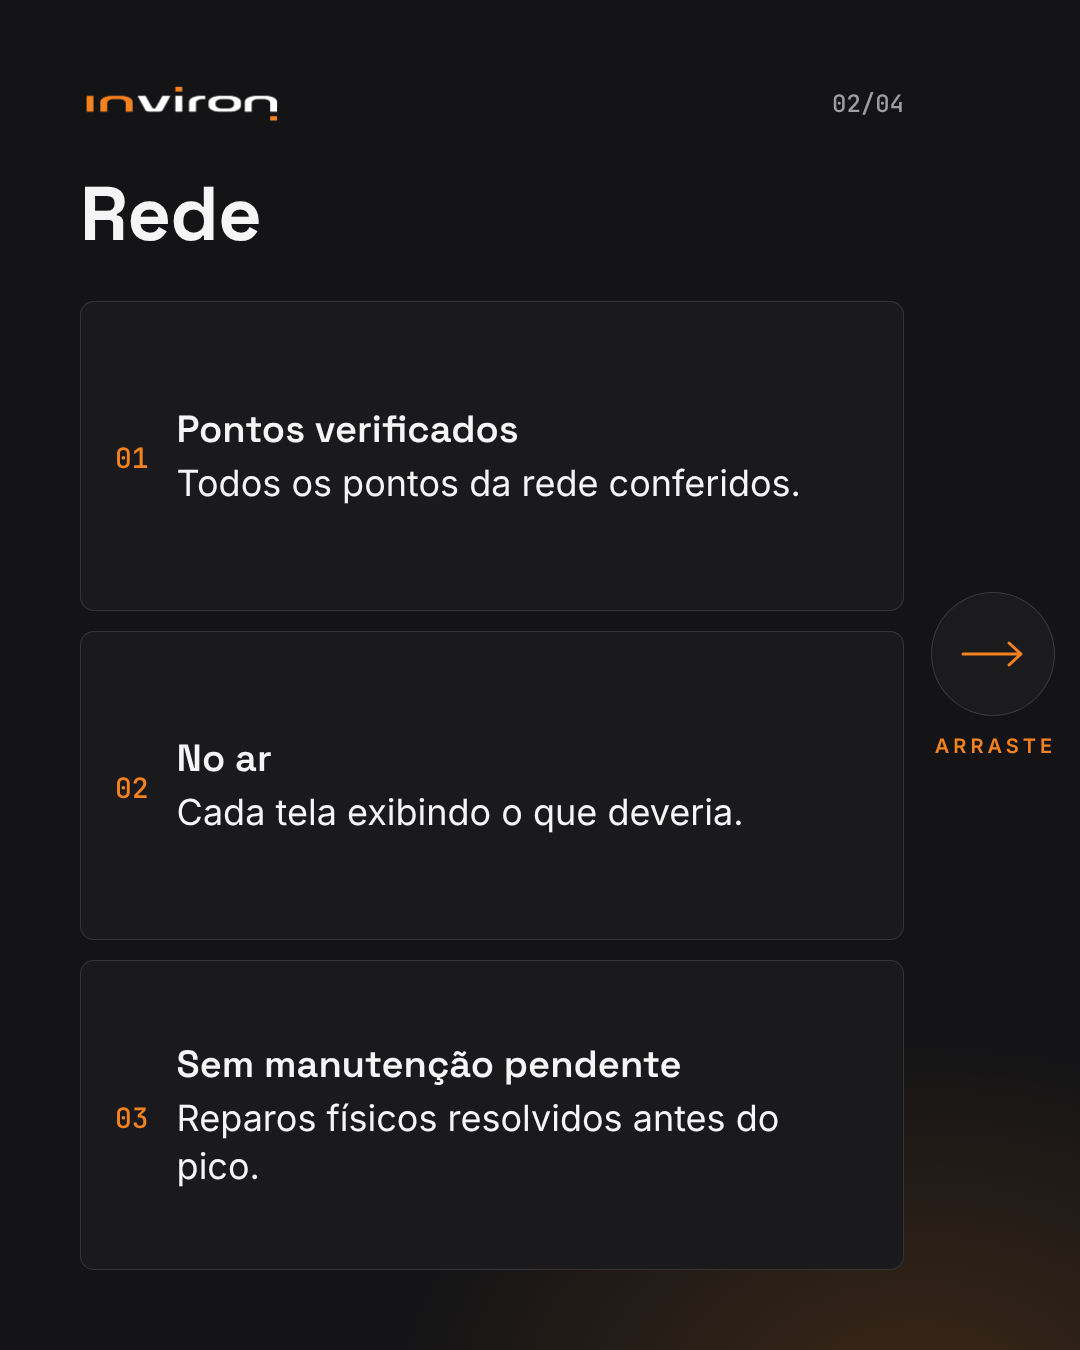 inviron
02/04
Rede
01
Pontos verificados
Todos os pontos da rede conferidos.
02
No ar
Cada tela exibindo o que deveria.
03
Sem manutenção pendente
Reparos físicos resolvidos antes do
pico.
ARRASTE